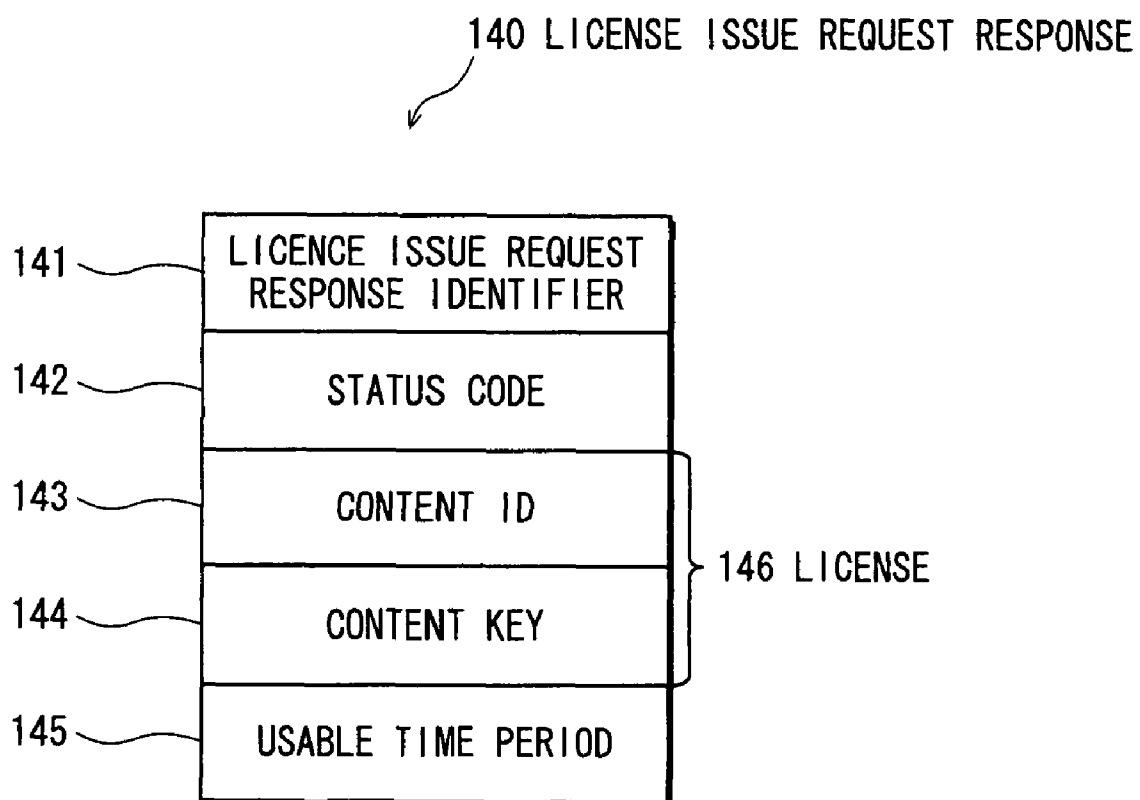 140 LICENSE ISSUE REQUEST RESPONSE
141
LICENCE ISSUE REQUEST
RESPONSE IDENTIFIER
142
STATUS CODE
143
CONTENT ID
146 LICENSE
144
CONTENT KEY
145
USABLE TIME PERIOD